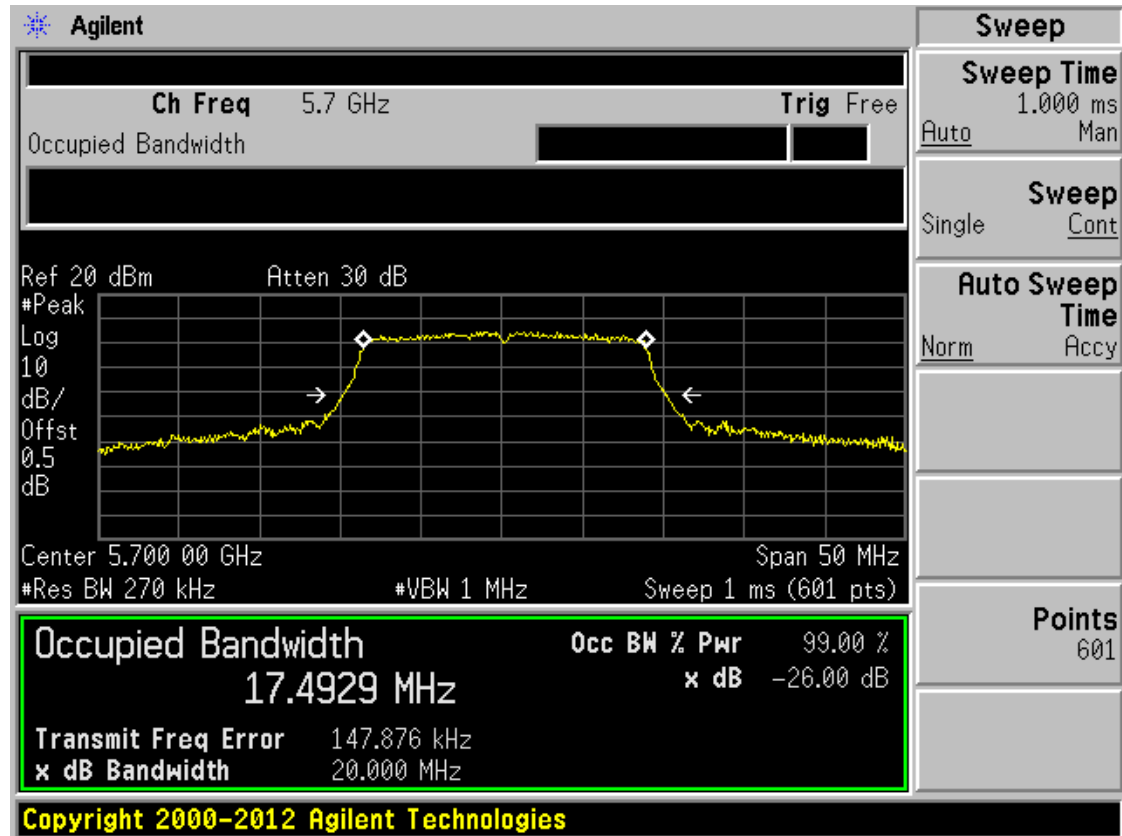 Agilent
Ch Freq 5.7 GHz Trig Free
Occupied Bandwidth
Ref 20 dBm Atten 30 dB
#Peak
Log
10
dB/
Offst
0.5
dB
Center 5.700 00 GHz Span 50 MHz
#Res BW 270 kHz #VBW 1 MHz Sweep 1 ms (601 pts)
Occupied Bandwidth
17.4929 MHz
Occ BW % Pwr 99.00 %
x dB -26.00 dB
Transmit Freq Error 147.876 kHz
x dB Bandwidth 20.000 MHz
Copyright 2000-2012 Agilent Technologies
Sweep
Sweep Time
1.000 ms
Auto Man
Sweep
Single Cont
Auto Sweep
Time
Norm Accy
Points
601